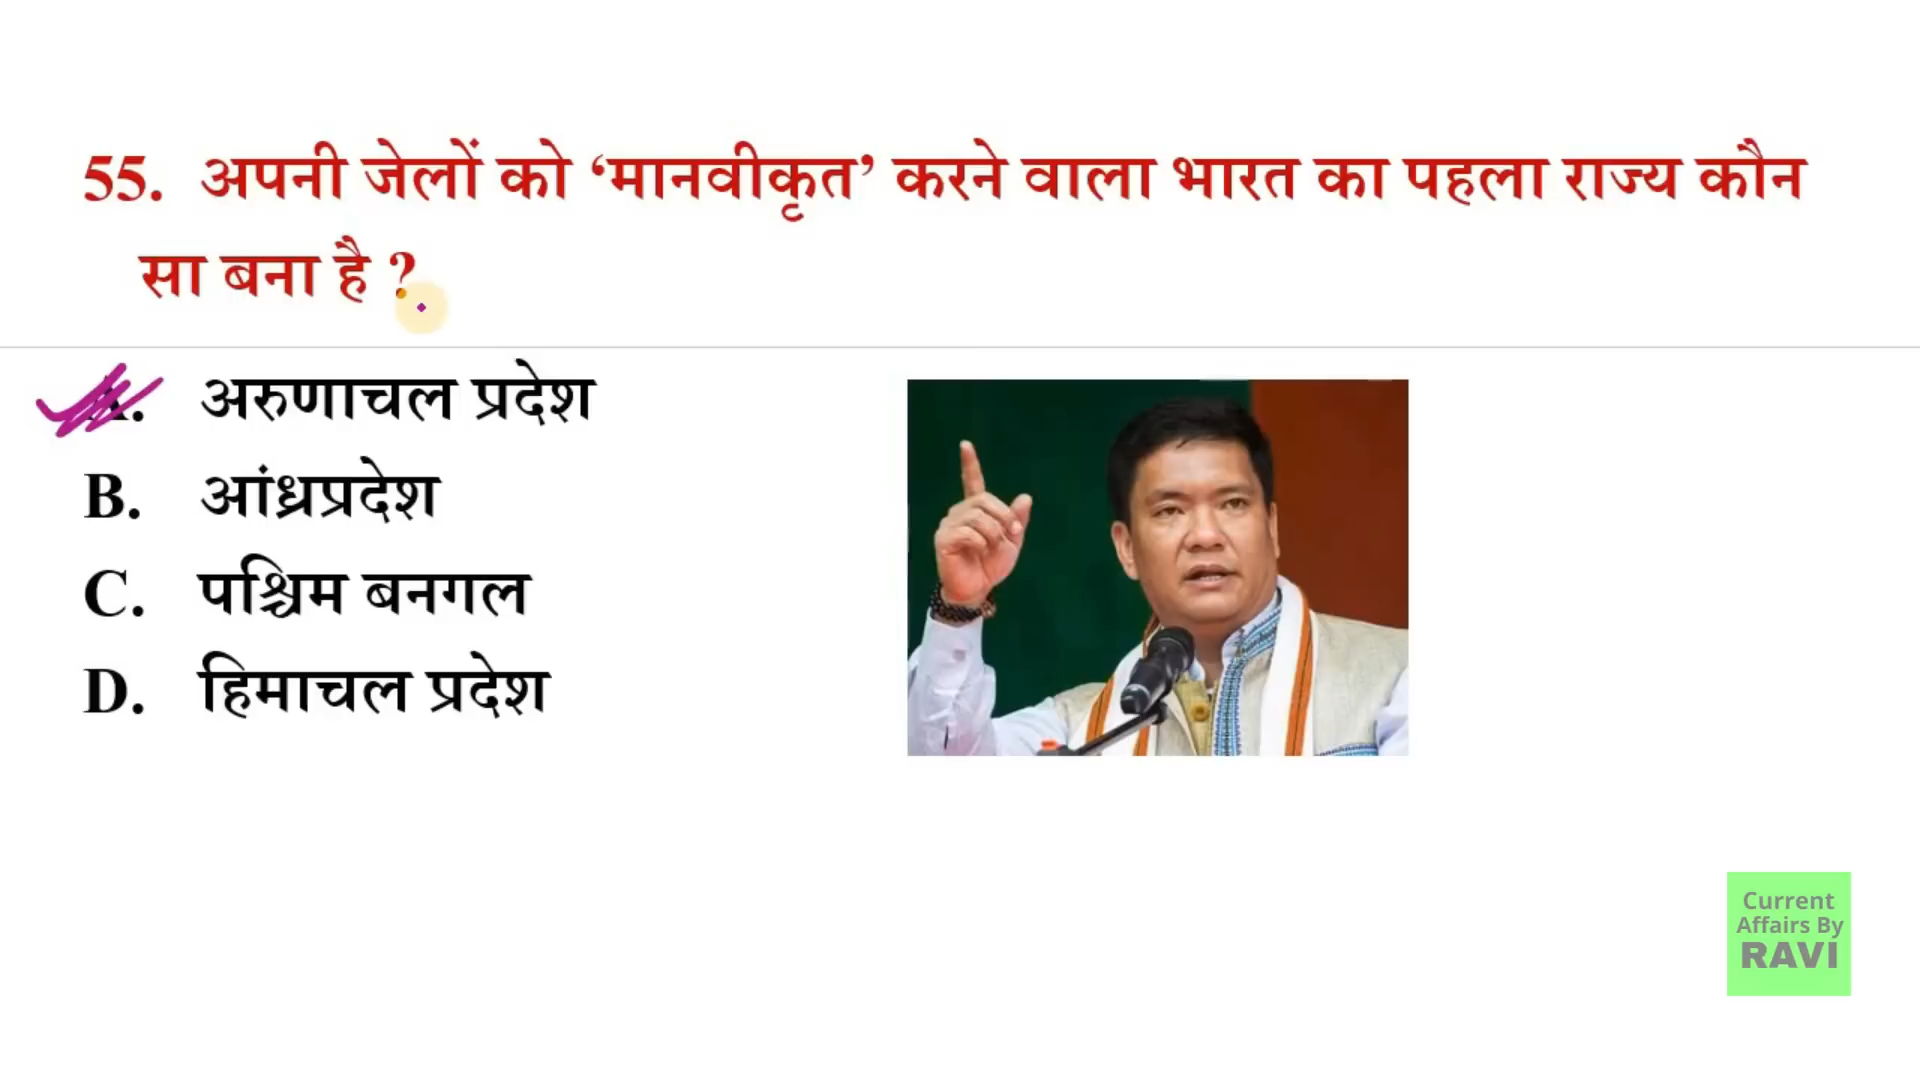 55. अपनी जेलों को ‘मानवीकृत’ करने वाला भारत का पहला राज्य कौन
सा बना है ?
अरुणाचल प्रदेश
B. आंध्रप्रदेश
C. पश्चिम बनगल
D. हिमाचल प्रदेश
Current
Affairs By
RAVI